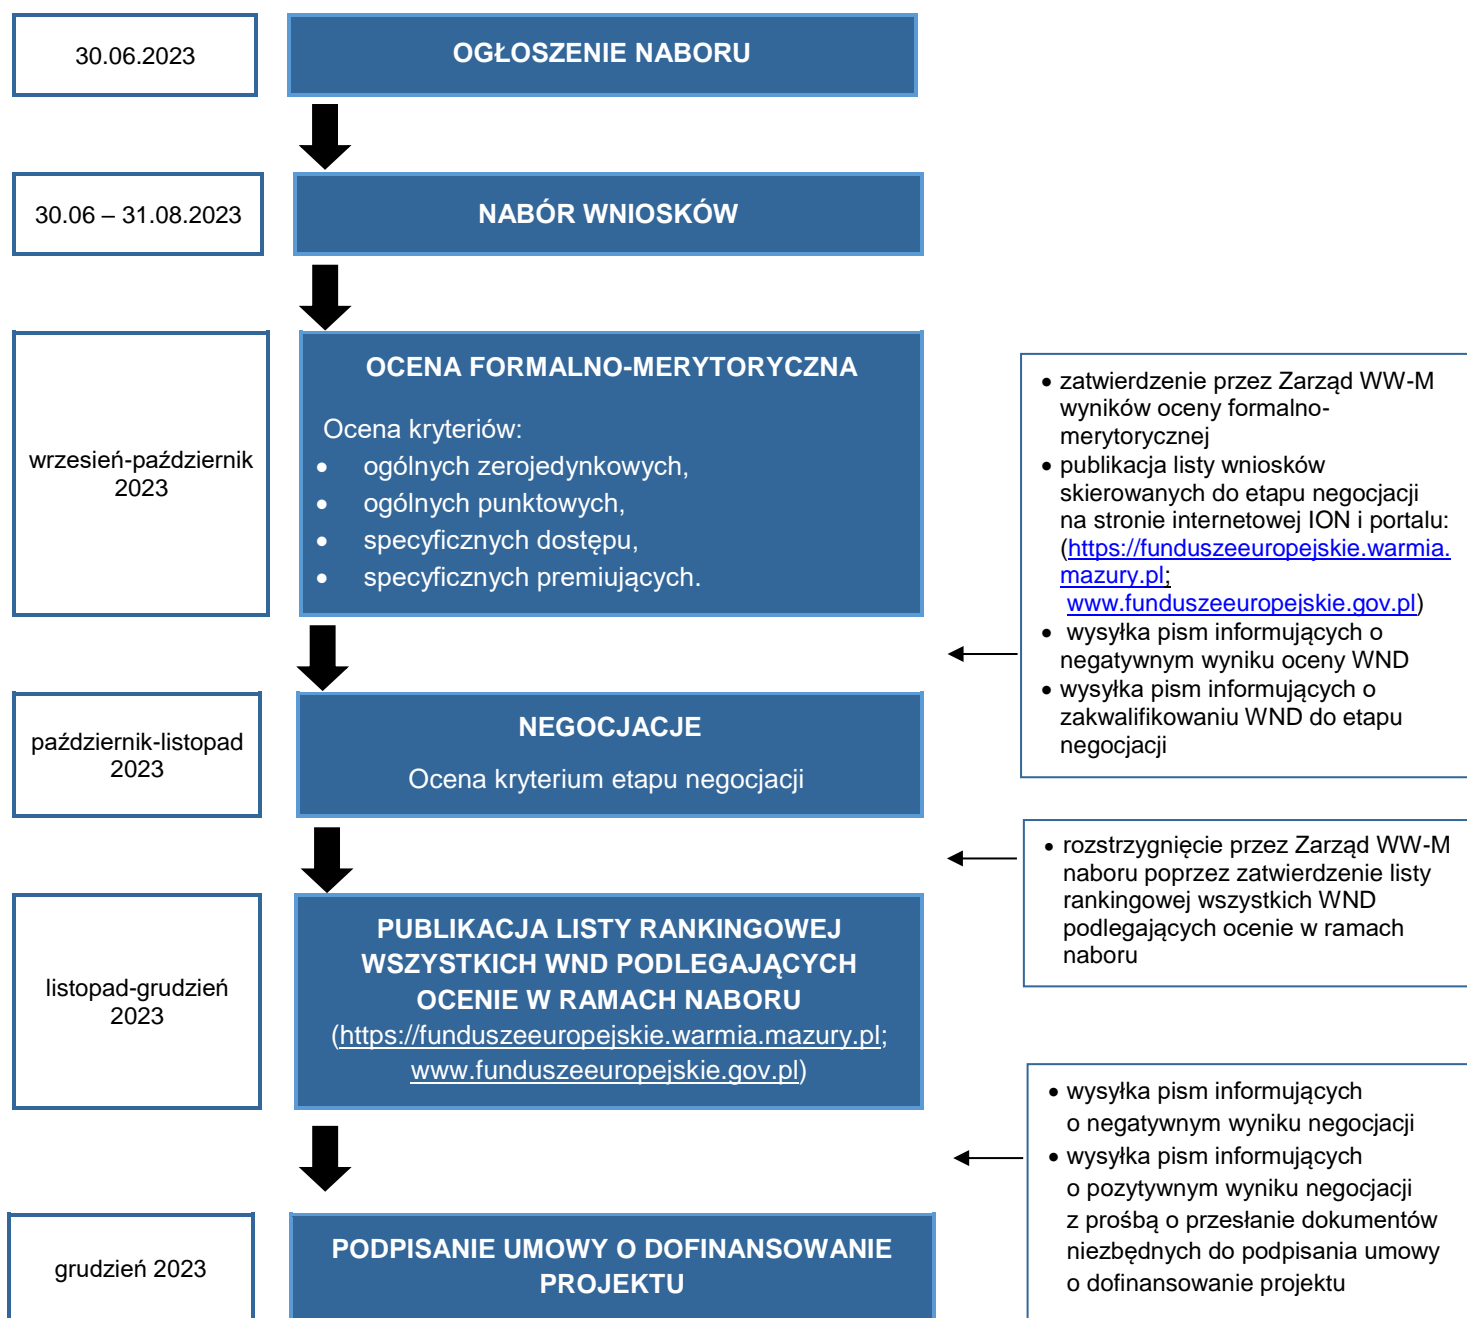 30.06.2023
OGŁOSZENIE NABORU
30.06 – 31.08.2023
NABÓR WNIOSKÓW
wrzesień-październik
2023
OCENA FORMALNO-MERYTORYCZNA
Ocena kryteriów:
• ogólnych zerojedynkowych,
• ogólnych punktowych,
• specyficznych dostępu,
• specyficznych premiujących.
• zatwierdzenie przez Zarząd WW-M
wyników oceny formalno-
merytorycznej
• publikacja listy wniosków
skierowanych do etapu negocjacji
na stronie internetowej ION i portalu:
(https://funduszeeuropejskie.warmia.
mazury.pl;
www.funduszeeuropejskie.gov.pl)
• wysyłka pism informujących o
negatywnym wyniku oceny WND
• wysyłka pism informujących o
zakwalifikowaniu WND do etapu
negocjacji
październik-listopad
2023
NEGOCJACJE
Ocena kryterium etapu negocjacji
• rozstrzygnięcie przez Zarząd WW-M
naboru poprzez zatwierdzenie listy
rankingowej wszystkich WND
podlegających ocenie w ramach
naboru
listopad-grudzień
2023
PUBLIKACJA LISTY RANKINGOWEJ
WSZYSTKICH WND PODLEGAJĄCYCH
OCENIE W RAMACH NABORU
(https://funduszeeuropejskie.warmia.mazury.pl;
www.funduszeeuropejskie.gov.pl)
• wysyłka pism informujących
o negatywnym wyniku negocjacji
• wysyłka pism informujących
o pozytywnym wyniku negocjacji
z prośbą o przesłanie dokumentów
niezbędnych do podpisania umowy
o dofinansowanie projektu
grudzień 2023
PODPISANIE UMOWY O DOFINANSOWANIE
PROJEKTU